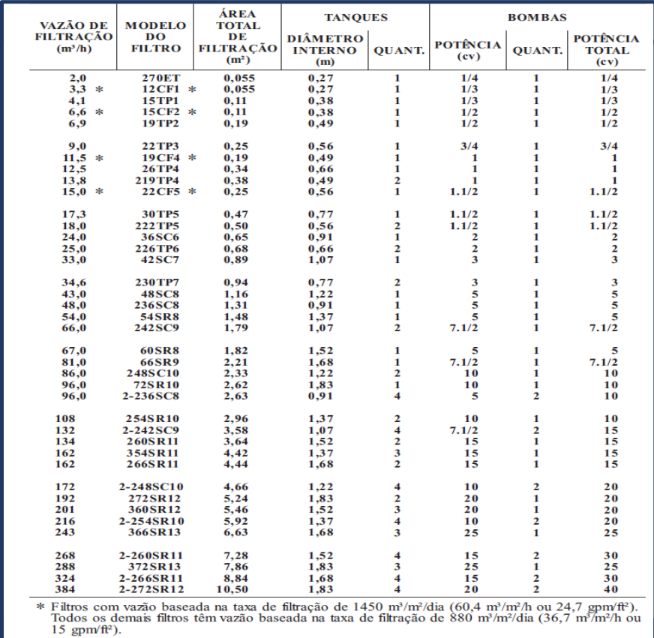 VAZÃO DE FILTRAÇÃO (m³/h) MODELO DO FILTRO ÁREA TOTAL DE FILTRAÇÃO (m²) TANQUES BOMBAS
DIÂMETRO INTERNO (m) QUANT. POTÊNCIA (cv) QUANT. POTÊNCIA TOTAL (cv)
2,0 270ET 0,055 0,27 1 1/4 1 1/4
3,3 * 12CF1 * 0,055 0,27 1 1/3 1 1/3
4,1 15TP1 0,11 0,38 1 1/3 1 1/3
6,6 * 15CF2 * 0,11 0,38 1 1/2 1 1/2
6,9 19TP2 0,19 0,49 1 1/2 1 1/2
9,0 22TP3 0,25 0,56 1 3/4 1 3/4
11,5 * 19CF4 * 0,19 0,49 1 1 1 1
12,5 26TP4 0,34 0,66 1 1 1 1
13,8 219TP4 0,38 0,49 2 1 1 1
15,0 * 22CF5 * 0,25 0,56 1 1.1/2 1 1.1/2
17,3 30TP5 0,47 0,77 1 1.1/2 1 1.1/2
18,0 222TP5 0,50 0,56 2 1.1/2 1 1.1/2
24,0 36SC6 0,65 0,91 1 2 1 2
25,0 226TP6 0,68 0,66 2 2 1 2
33,0 42SC7 0,89 1,07 1 3 1 3
34,6 230TP7 0,94 0,77 2 3 1 3
43,0 48SC8 1,16 1,22 1 5 1 5
48,0 236SC8 1,31 0,91 2 5 1 5
54,0 54SR8 1,48 1,37 1 5 1 5
66,0 242SC9 1,79 1,07 2 7.1/2 1 7.1/2
67,0 60SR8 1,82 1,52 1 5 1 5
81,0 66SR9 2,21 1,68 1 7.1/2 1 7.1/2
86,0 248SC10 2,33 1,22 2 10 1 10
96,0 72SR10 2,62 1,83 1 10 1 10
96,0 2-236SC8 2,63 0,91 4 5 2 10
108 254SR10 2,96 1,37 2 10 1 10
132 2-242SC9 3,58 1,07 4 7.1/2 2 15
134 260SR11 3,64 1,52 2 15 1 15
162 354SR11 4,42 1,37 3 15 1 15
162 266SR11 4,44 1,68 2 15 1 15
172 2-248SC10 4,66 1,22 4 10 2 20
192 272SR12 5,24 1,83 2 20 1 20
201 360SR12 5,46 1,52 3 20 1 20
216 2-254SR10 5,92 1,37 4 10 2 20
243 366SR13 6,63 1,68 3 25 1 25
268 2-260SR11 7,28 1,52 4 15 2 30
288 372SR13 7,86 1,83 3 25 1 25
324 2-266SR11 8,84 1,68 4 15 2 30
384 2-272SR12 10,50 1,83 4 20 2 40
* Filtros com vazão baseada na taxa de filtração de 1450 m³/m²/dia (60,4 m³/m²/h ou 24,7 gpm/ft²).
Todos os demais filtros têm vazão baseada na taxa de filtração de 880 m³/m²/dia (36,7 m³/m²/h ou
15 gpm/ft²).